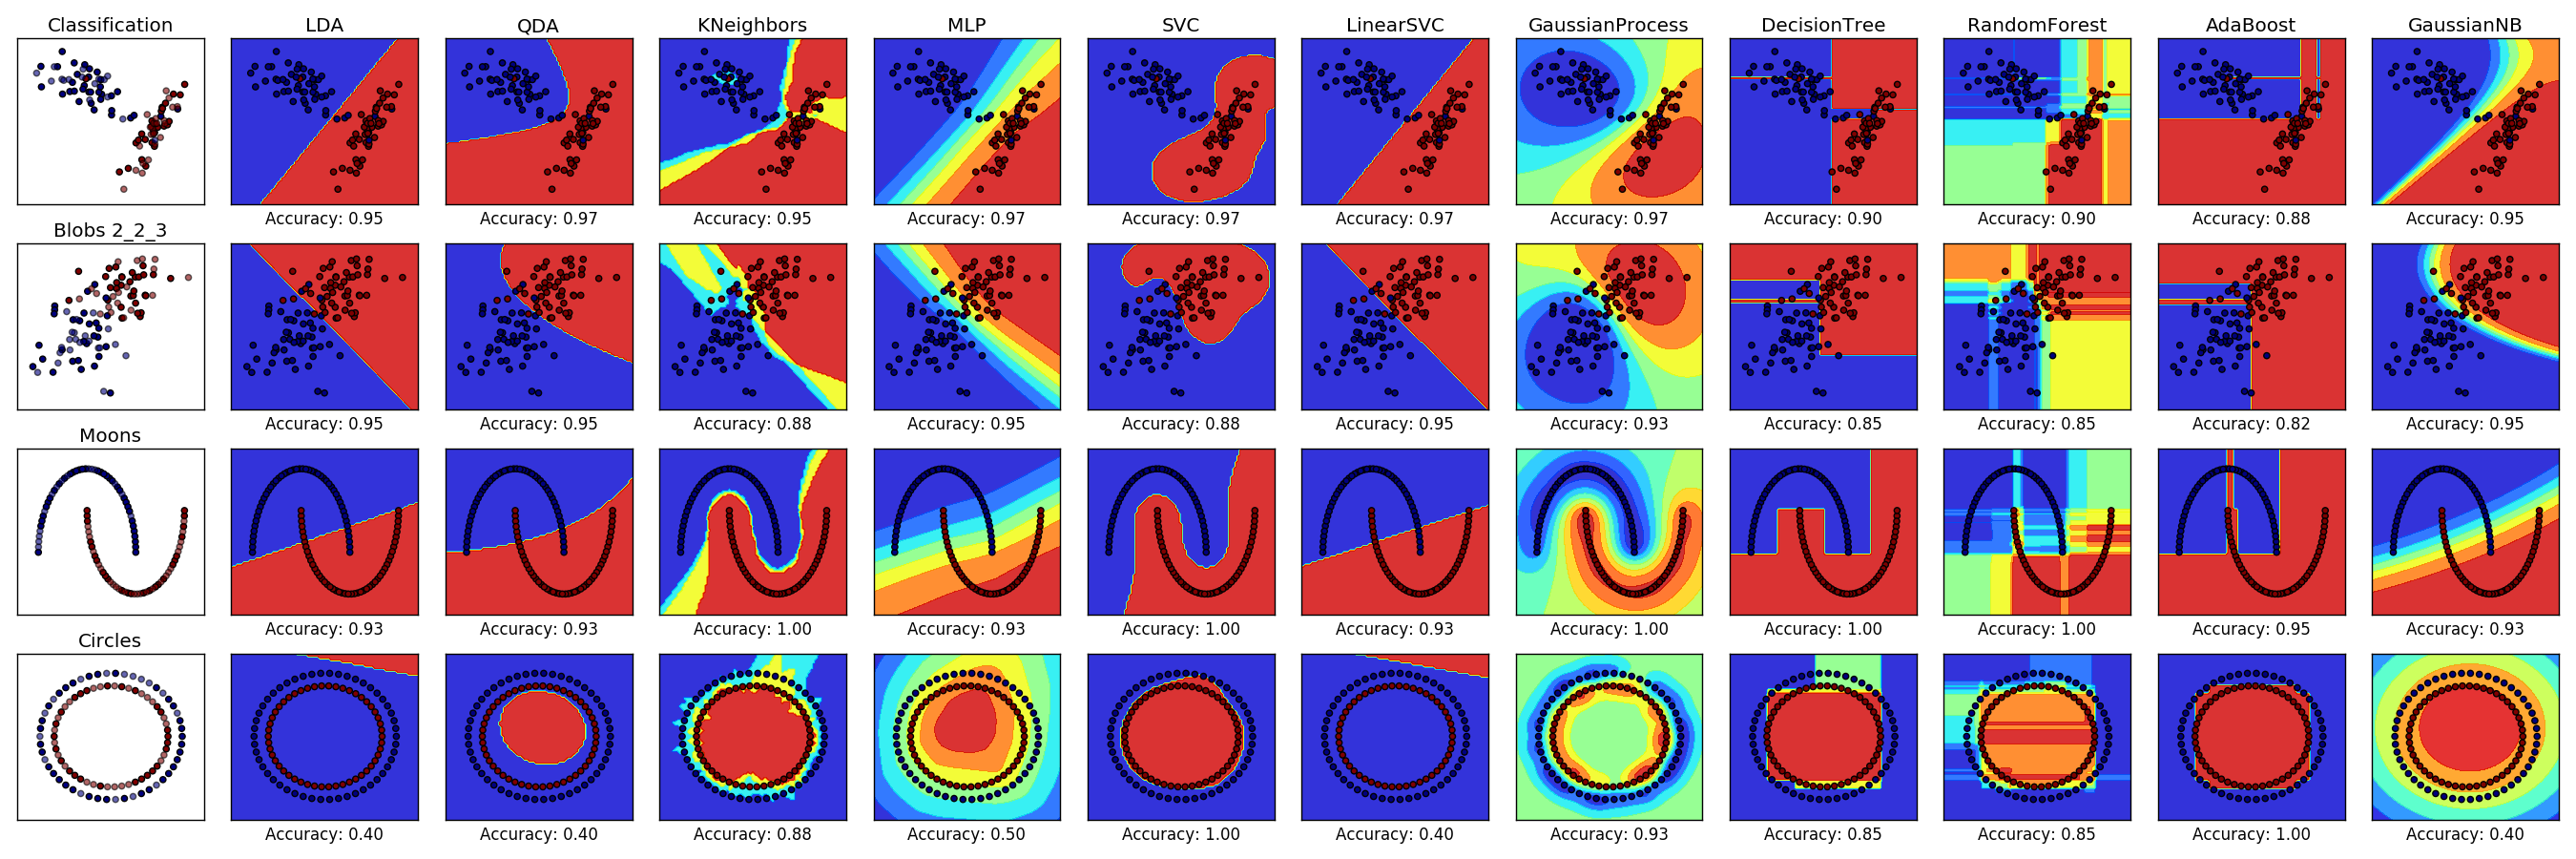 Classification LDA QDA KNeighbors MLP SVC LinearSVC GaussianProcess DecisionTree RandomForest AdaBoost GaussianNB
Accuracy: 0.95 Accuracy: 0.97 Accuracy: 0.95 Accuracy: 0.97 Accuracy: 0.97 Accuracy: 0.97 Accuracy: 0.97 Accuracy: 0.90 Accuracy: 0.90 Accuracy: 0.88 Accuracy: 0.95
Blobs 2_2_3
Accuracy: 0.95 Accuracy: 0.95 Accuracy: 0.88 Accuracy: 0.95 Accuracy: 0.88 Accuracy: 0.95 Accuracy: 0.93 Accuracy: 0.85 Accuracy: 0.85 Accuracy: 0.82 Accuracy: 0.95
Moons
Accuracy: 0.93 Accuracy: 0.93 Accuracy: 1.00 Accuracy: 0.93 Accuracy: 1.00 Accuracy: 0.93 Accuracy: 1.00 Accuracy: 1.00 Accuracy: 1.00 Accuracy: 0.95 Accuracy: 0.93
Circles
Accuracy: 0.40 Accuracy: 0.40 Accuracy: 0.88 Accuracy: 0.50 Accuracy: 1.00 Accuracy: 0.40 Accuracy: 0.93 Accuracy: 0.85 Accuracy: 0.85 Accuracy: 1.00 Accuracy: 0.40